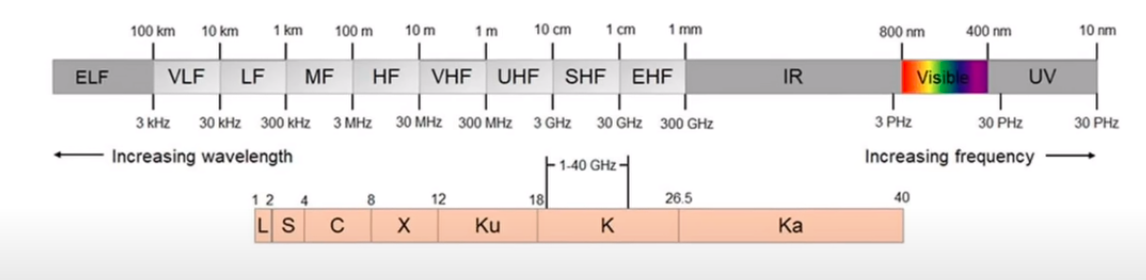 100 km 10 km 1 km 100 m 10 m 1 m 10 cm 1 cm 1 mm 800 nm 400 nm 10 nm
ELF VLF LF MF HF VHF UHF SHF EHF IR Visible UV
3 kHz 30 kHz 300 kHz 3 MHz 30 MHz 300 MHz 3 GHz 30 GHz 300 GHz 3 PHz 30 PHz 30 PHz
Increasing wavelength Increasing frequency
1-40 GHz
1 2 4 8 12 18 26.5 40
L S C X Ku K Ka